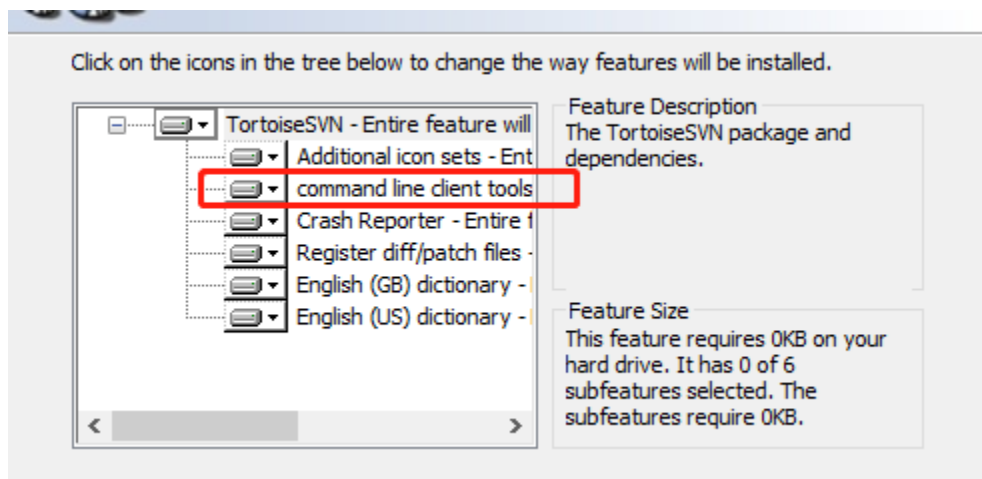 Click on the icons in the tree below to change the way features will be installed.
TortoiseSVN - Entire feature will
Additional icon sets - Ent
command line client tools
Crash Reporter - Entire f
Register diff/patch files -
English (GB) dictionary -
English (US) dictionary -
Feature Description
The TortoiseSVN package and
dependencies.
Feature Size
This feature requires 0KB on your
hard drive. It has 0 of 6
subfeatures selected. The
subfeatures require 0KB.